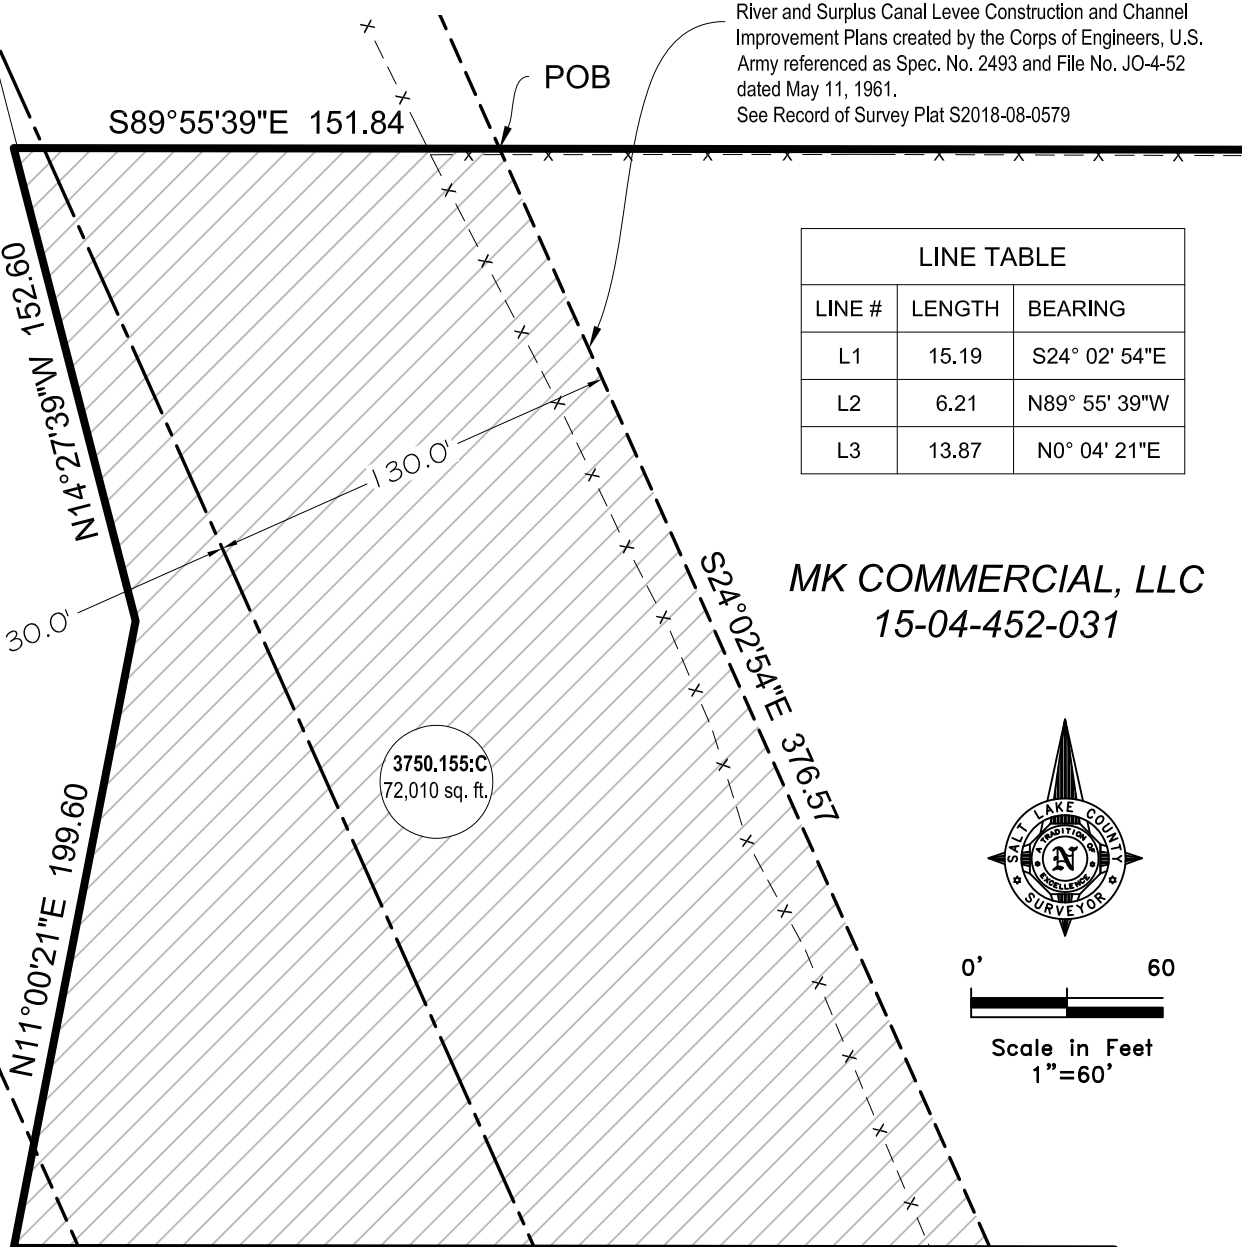 River and Surplus Canal Levee Construction and Channel
Improvement Plans created by the Corps of Engineers, U.S.
Army referenced as Spec. No. 2493 and File No. JO-4-52
dated May 11, 1961.
See Record of Survey Plat S2018-08-0579
POB
S89°55'39"E 151.84
N14°27'39"W 152.60
LINE TABLE
LINE # LENGTH BEARING
L1 15.19 S24° 02' 54"E
L2 6.21 N89° 55' 39"W
L3 13.87 N0° 04' 21"E
130.0'
30.0'
MK COMMERCIAL, LLC
15-04-452-031
S24°02'54"E 376.57
3750.155:C
72,010 sq. ft.
N11°00'21"E 199.60
SALT LAKE COUNTY
SURVEYOR
A TRADITION OF
EXCELLENCE
N
0' 60
Scale in Feet
1"=60'